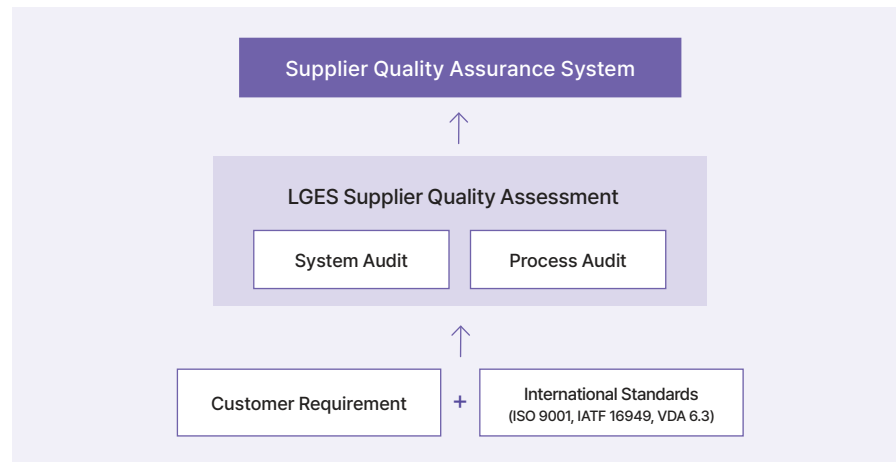 Supplier Quality Assurance System
LGES Supplier Quality Assessment
System Audit
Process Audit
Customer Requirement
+
International Standards
(ISO 9001, IATF 16949, VDA 6.3)